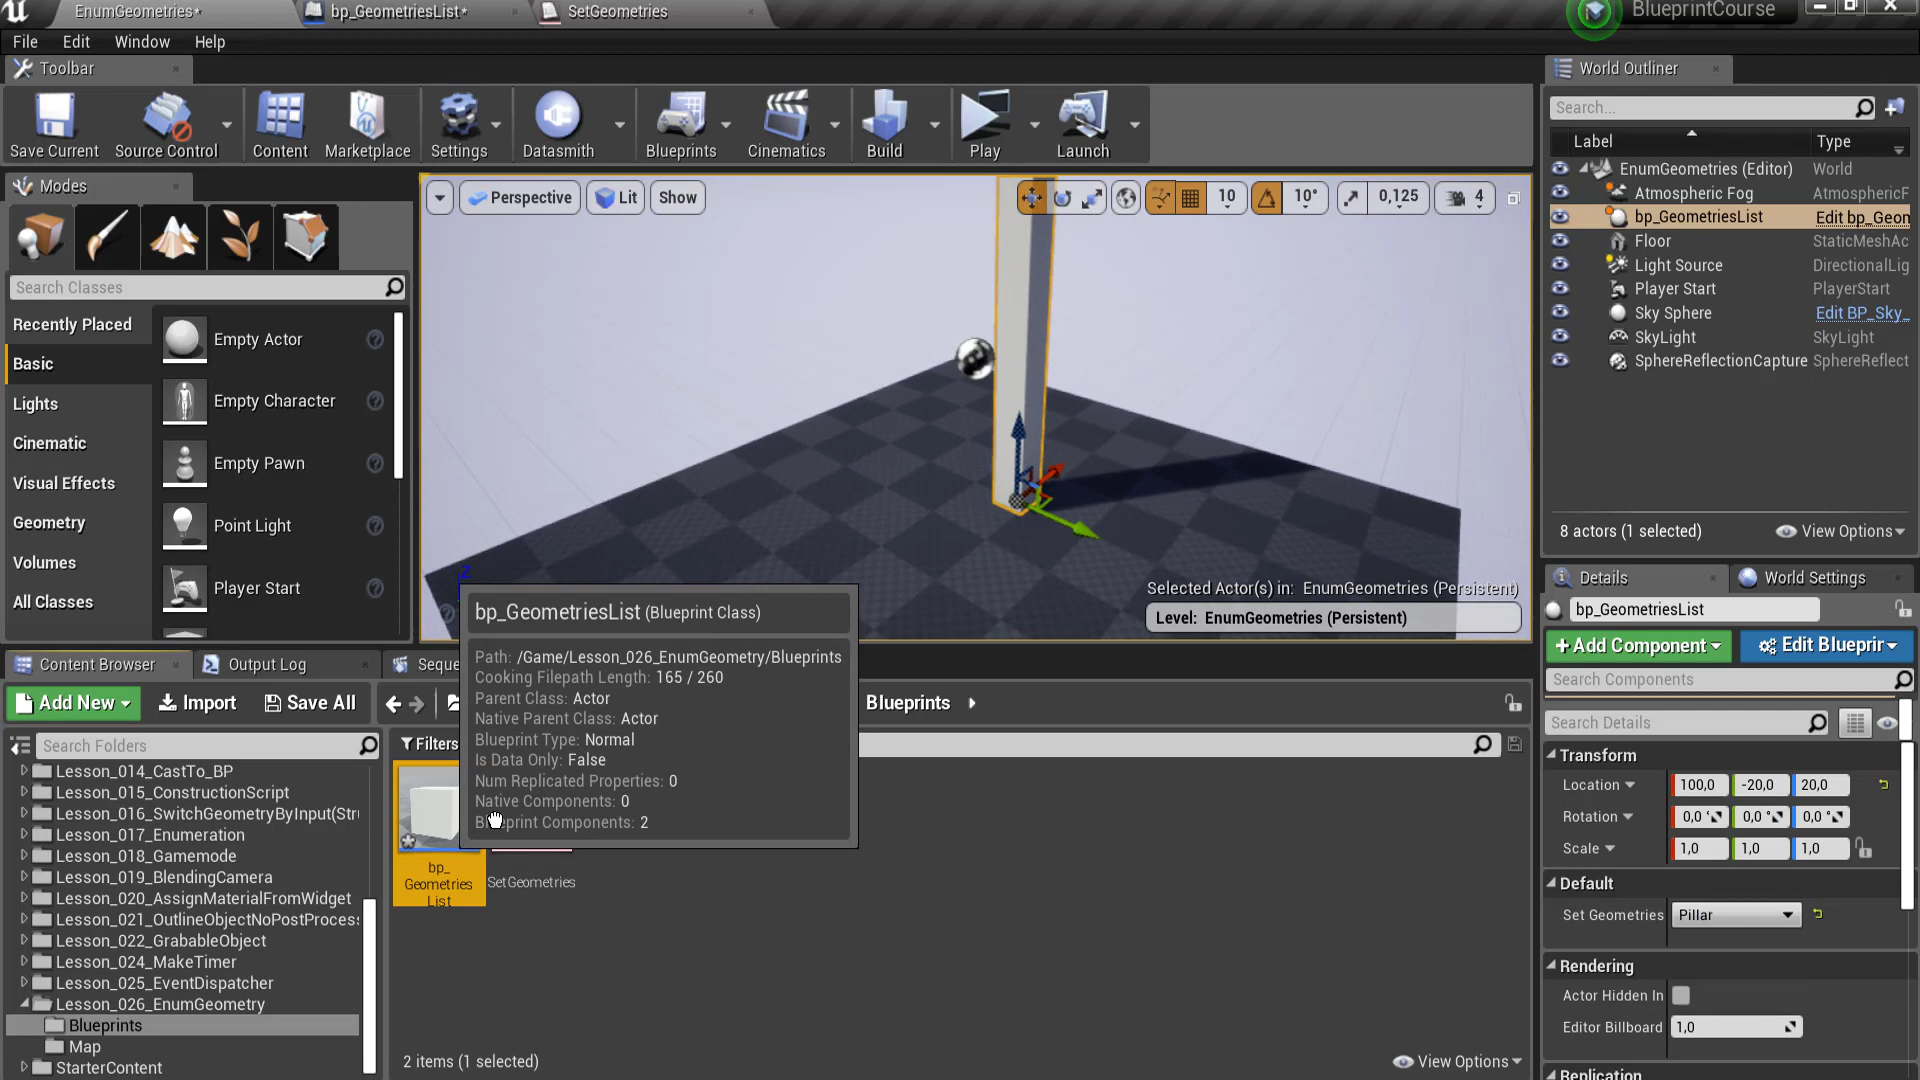 EnumGeometries*
bp_GeometriesList*
SetGeometries
BlueprintCourse
File Edit Window Help
Toolbar
World Outliner
Save Current
Source Control
Content
Marketplace
Settings
Datasmith
Blueprints
Cinematics
Build
Play
Launch
Search...
Label Type
EnumGeometries (Editor) World
Atmospheric Fog AtmosphericF
bp_GeometriesList Edit bp_Geom
Floor StaticMeshAc
Light Source DirectionalLig
Player Start PlayerStart
Sky Sphere Edit BP_Sky_
SkyLight SkyLight
SphereReflectionCapture SphereReflect
8 actors (1 selected)
View Options
Modes
Search Classes
Recently Placed
Basic
Lights
Cinematic
Visual Effects
Geometry
Volumes
All Classes
Empty Actor
Empty Character
Empty Pawn
Point Light
Player Start
Perspective Lit Show
10 10° 0,125 4
Z
Selected Actor(s) in: EnumGeometries (Persistent)
Level: EnumGeometries (Persistent)
Details
World Settings
bp_GeometriesList
+Add Component
Edit Blueprir
Search Components
Search Details
Transform
Location 100,0 -20,0 20,0
Rotation 0,0 ° 0,0 ° 0,0 °
Scale 1,0 1,0 1,0
Default
Set Geometries Pillar
Rendering
Actor Hidden In
Editor Billboard 1,0
Replication
Content Browser
Output Log
Seque
Add New
Import
Save All
Blueprints
Search Folders
Filters
Lesson_014_CastTo_BP
Lesson_015_ConstructionScript
Lesson_016_SwitchGeometryByInput(Stru
Lesson_017_Enumeration
Lesson_018_Gamemode
Lesson_019_BlendingCamera
Lesson_020_AssignMaterialFromWidget
Lesson_021_OutlineObjectNoPostProcess
Lesson_022_GrabableObject
Lesson_024_MakeTimer
Lesson_025_EventDispatcher
Lesson_026_EnumGeometry
Blueprints
Map
StarterContent
bp_GeometriesList (Blueprint Class)
Path: /Game/Lesson_026_EnumGeometry/Blueprints
Cooking Filepath Length: 165 / 260
Parent Class: Actor
Native Parent Class: Actor
Blueprint Type: Normal
Is Data Only: False
Num Replicated Properties: 0
Native Components: 0
Blueprint Components: 2
bp_
Geometries
List
SetGeometries
2 items (1 selected)
View Options